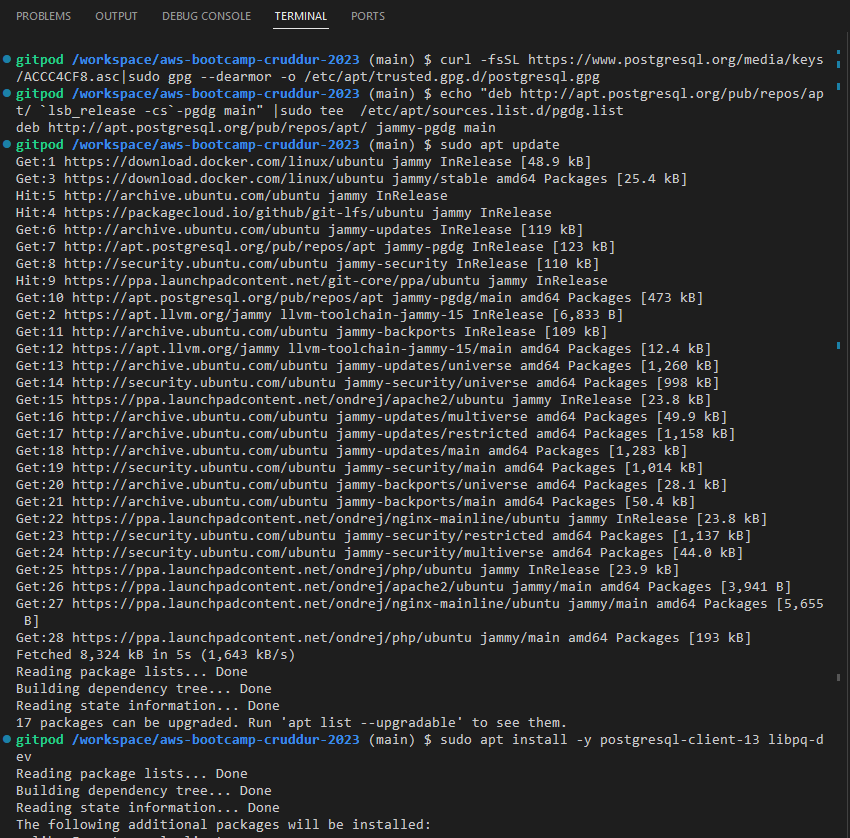 PROBLEMS OUTPUT DEBUG CONSOLE TERMINAL PORTS
gitpod /workspace/aws-bootcamp-cruddur-2023 (main) $ curl -fsSL https://www.postgresql.org/media/keys
/ACCC4CF8.asc|sudo gpg --dearmor -o /etc/apt/trusted.gpg.d/postgresql.gpg
gitpod /workspace/aws-bootcamp-cruddur-2023 (main) $ echo "deb http://apt.postgresql.org/pub/repos/ap
t/ `lsb_release -cs`-pgdg main" |sudo tee  /etc/apt/sources.list.d/pgdg.list
deb http://apt.postgresql.org/pub/repos/apt/ jammy-pgdg main
gitpod /workspace/aws-bootcamp-cruddur-2023 (main) $ sudo apt update
Get:1 https://download.docker.com/linux/ubuntu jammy InRelease [48.9 kB]
Get:3 https://download.docker.com/linux/ubuntu jammy/stable amd64 Packages [25.4 kB]
Hit:5 http://archive.ubuntu.com/ubuntu jammy InRelease
Hit:4 https://packagecloud.io/github/git-lfs/ubuntu jammy InRelease
Get:6 http://archive.ubuntu.com/ubuntu jammy-updates InRelease [119 kB]
Get:7 http://apt.postgresql.org/pub/repos/apt jammy-pgdg InRelease [123 kB]
Get:8 http://security.ubuntu.com/ubuntu jammy-security InRelease [110 kB]
Hit:9 https://ppa.launchpadcontent.net/git-core/ppa/ubuntu jammy InRelease
Get:10 http://apt.postgresql.org/pub/repos/apt jammy-pgdg/main amd64 Packages [473 kB]
Get:2 https://apt.llvm.org/jammy llvm-toolchain-jammy-15 InRelease [6,833 B]
Get:11 http://archive.ubuntu.com/ubuntu jammy-backports InRelease [109 kB]
Get:12 https://apt.llvm.org/jammy llvm-toolchain-jammy-15/main amd64 Packages [12.4 kB]
Get:13 http://archive.ubuntu.com/ubuntu jammy-updates/universe amd64 Packages [1,260 kB]
Get:14 http://security.ubuntu.com/ubuntu jammy-security/universe amd64 Packages [998 kB]
Get:15 https://ppa.launchpadcontent.net/ondrej/apache2/ubuntu jammy InRelease [23.8 kB]
Get:16 http://archive.ubuntu.com/ubuntu jammy-updates/multiverse amd64 Packages [49.9 kB]
Get:17 http://archive.ubuntu.com/ubuntu jammy-updates/restricted amd64 Packages [1,158 kB]
Get:18 http://archive.ubuntu.com/ubuntu jammy-updates/main amd64 Packages [1,283 kB]
Get:19 http://security.ubuntu.com/ubuntu jammy-security/main amd64 Packages [1,014 kB]
Get:20 http://archive.ubuntu.com/ubuntu jammy-backports/universe amd64 Packages [28.1 kB]
Get:21 http://archive.ubuntu.com/ubuntu jammy-backports/main amd64 Packages [50.4 kB]
Get:22 https://ppa.launchpadcontent.net/ondrej/nginx-mainline/ubuntu jammy InRelease [23.8 kB]
Get:23 http://security.ubuntu.com/ubuntu jammy-security/restricted amd64 Packages [1,137 kB]
Get:24 http://security.ubuntu.com/ubuntu jammy-security/multiverse amd64 Packages [44.0 kB]
Get:25 https://ppa.launchpadcontent.net/ondrej/php/ubuntu jammy InRelease [23.9 kB]
Get:26 https://ppa.launchpadcontent.net/ondrej/apache2/ubuntu jammy/main amd64 Packages [3,941 B]
Get:27 https://ppa.launchpadcontent.net/ondrej/nginx-mainline/ubuntu jammy/main amd64 Packages [5,655
 B]
Get:28 https://ppa.launchpadcontent.net/ondrej/php/ubuntu jammy/main amd64 Packages [193 kB]
Fetched 8,324 kB in 5s (1,643 kB/s)
Reading package lists... Done
Building dependency tree... Done
Reading state information... Done
17 packages can be upgraded. Run 'apt list --upgradable' to see them.
gitpod /workspace/aws-bootcamp-cruddur-2023 (main) $ sudo apt install -y postgresql-client-13 libpq-d
ev
Reading package lists... Done
Building dependency tree... Done
Reading state information... Done
The following additional packages will be installed: